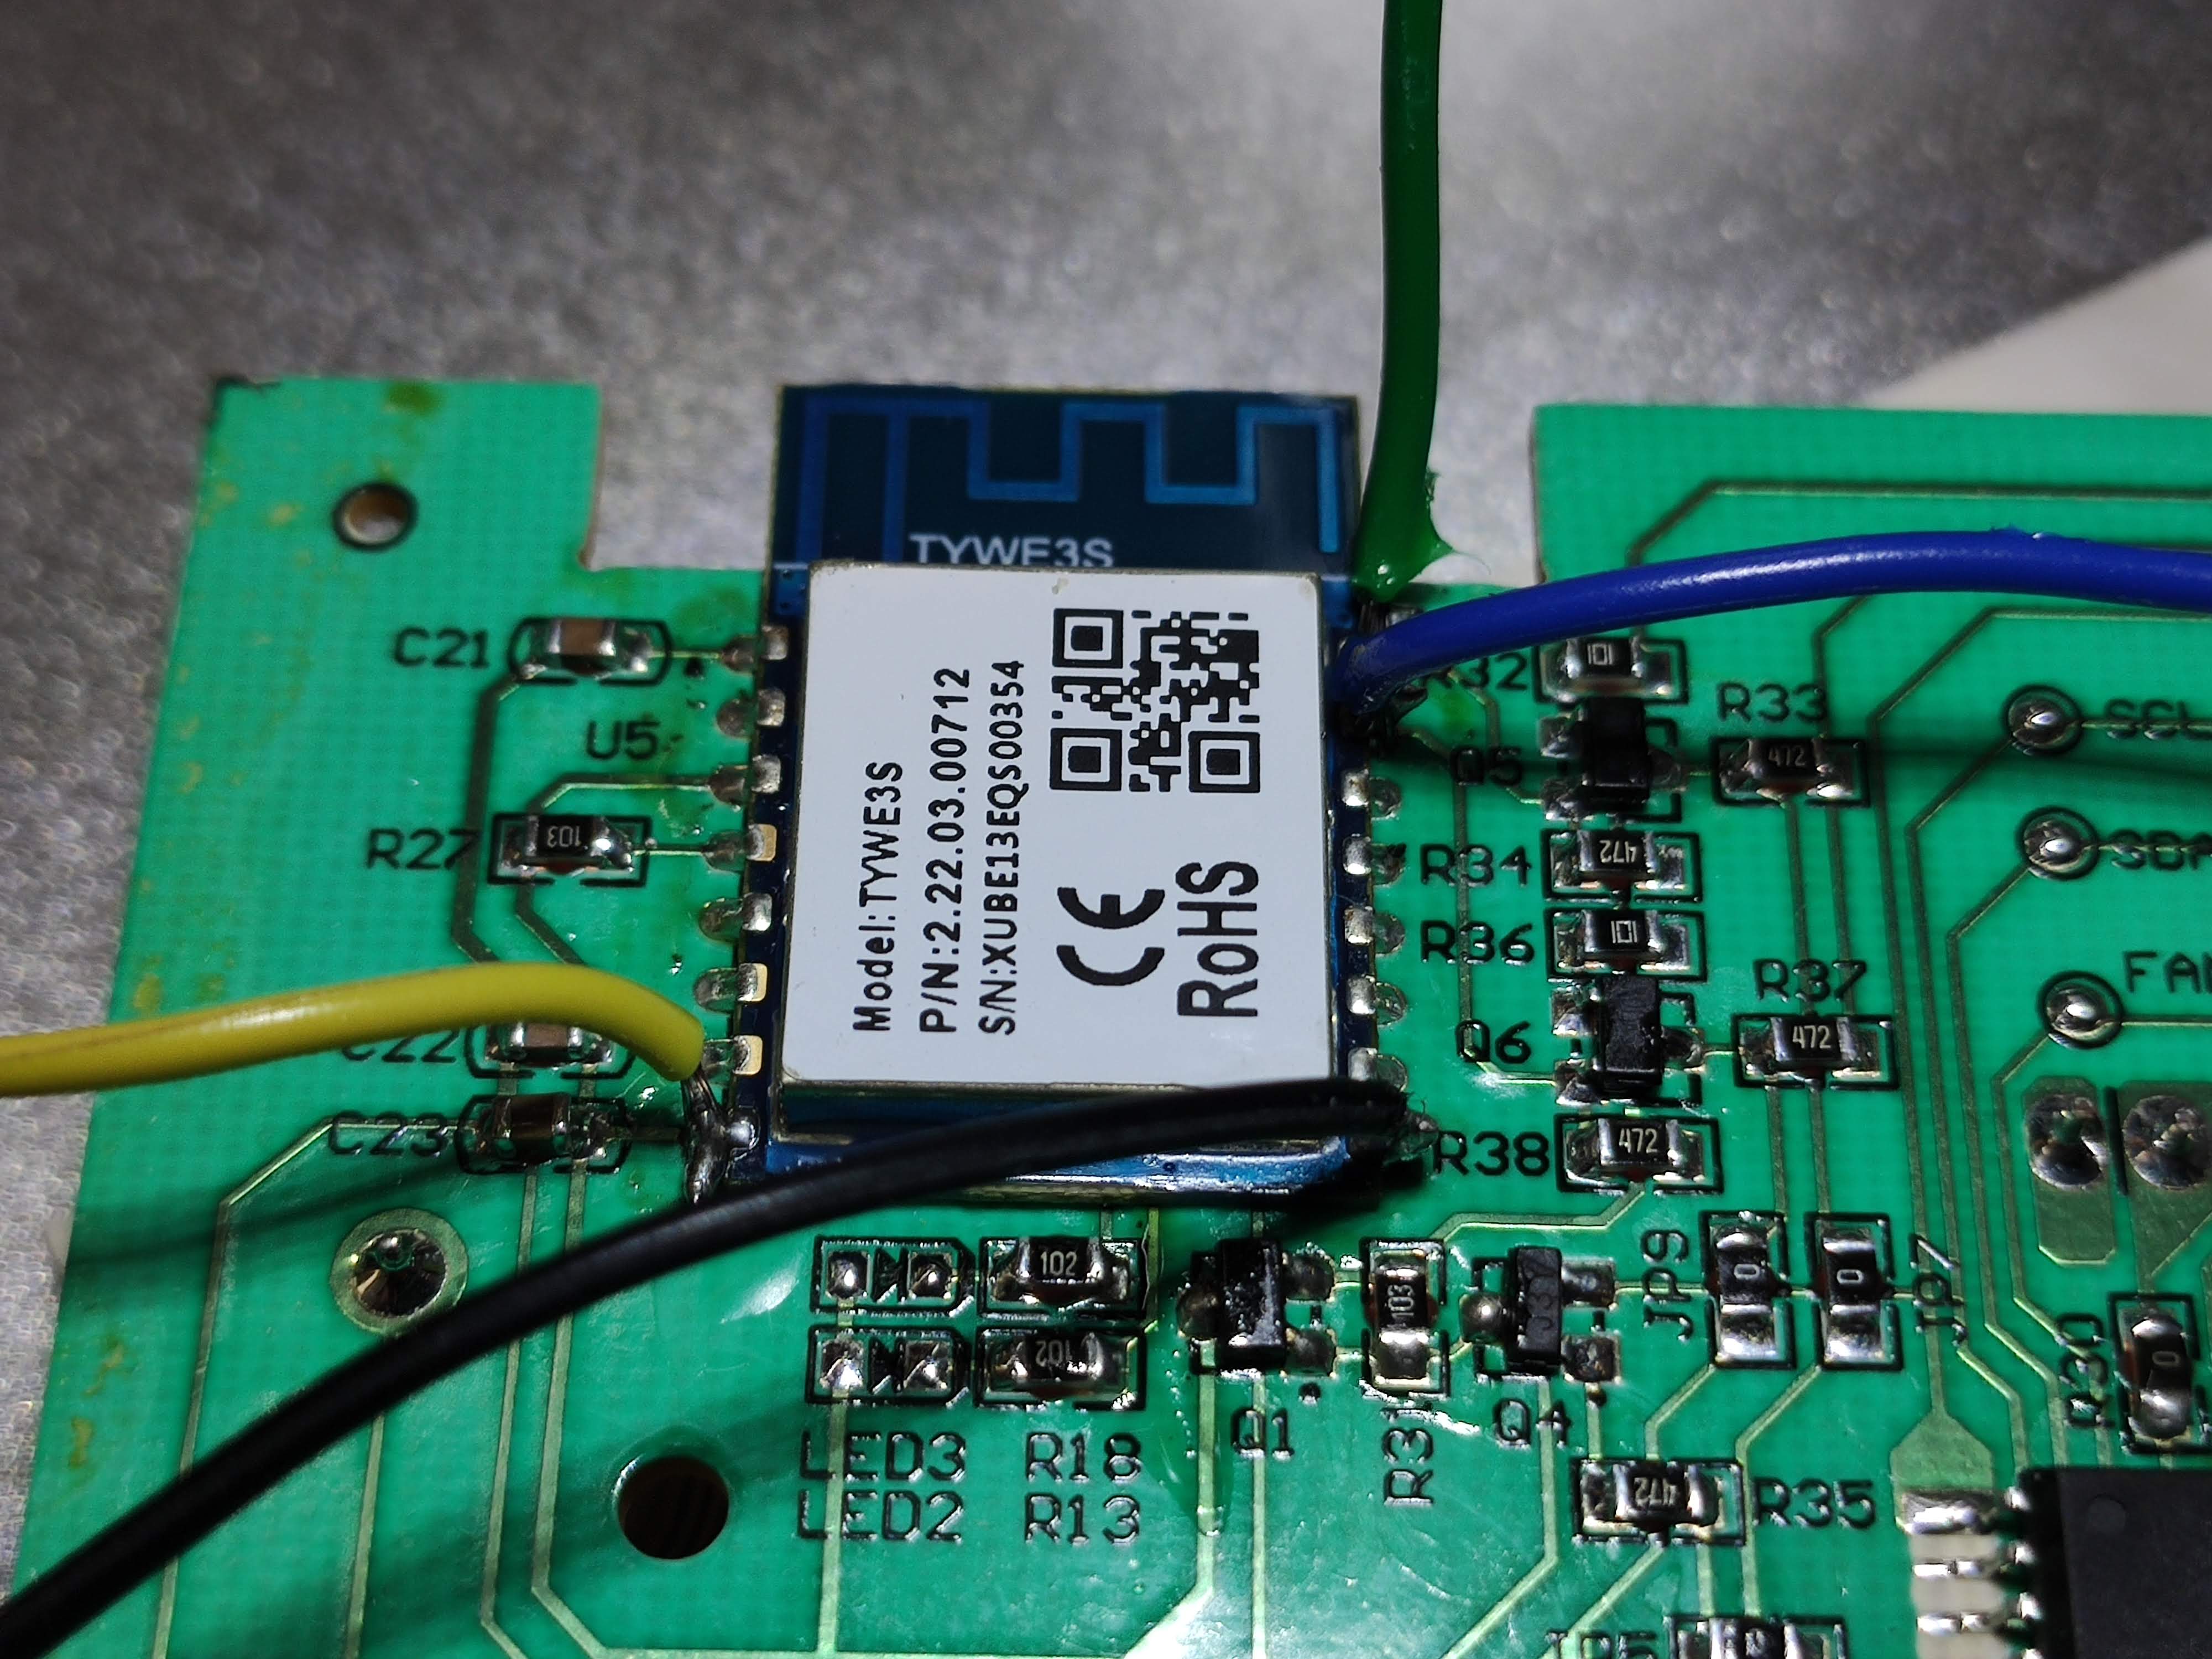 TYWE3S
Model:TYWE3S
P/N:2.22.03.00712
S/N:XUBE13EQS00354
CE
RoHS
C21
U5
R27
103
C22
C23
101
R33
472
Q5
SCL
R34
472
SDA
R36
101
R37
472
FAN
Q6
R38
472
102
103
JP9
0
0
JP7
102
R30
0
LED3
R18
Q1
R31
Q4
LED2
R13
472
R35